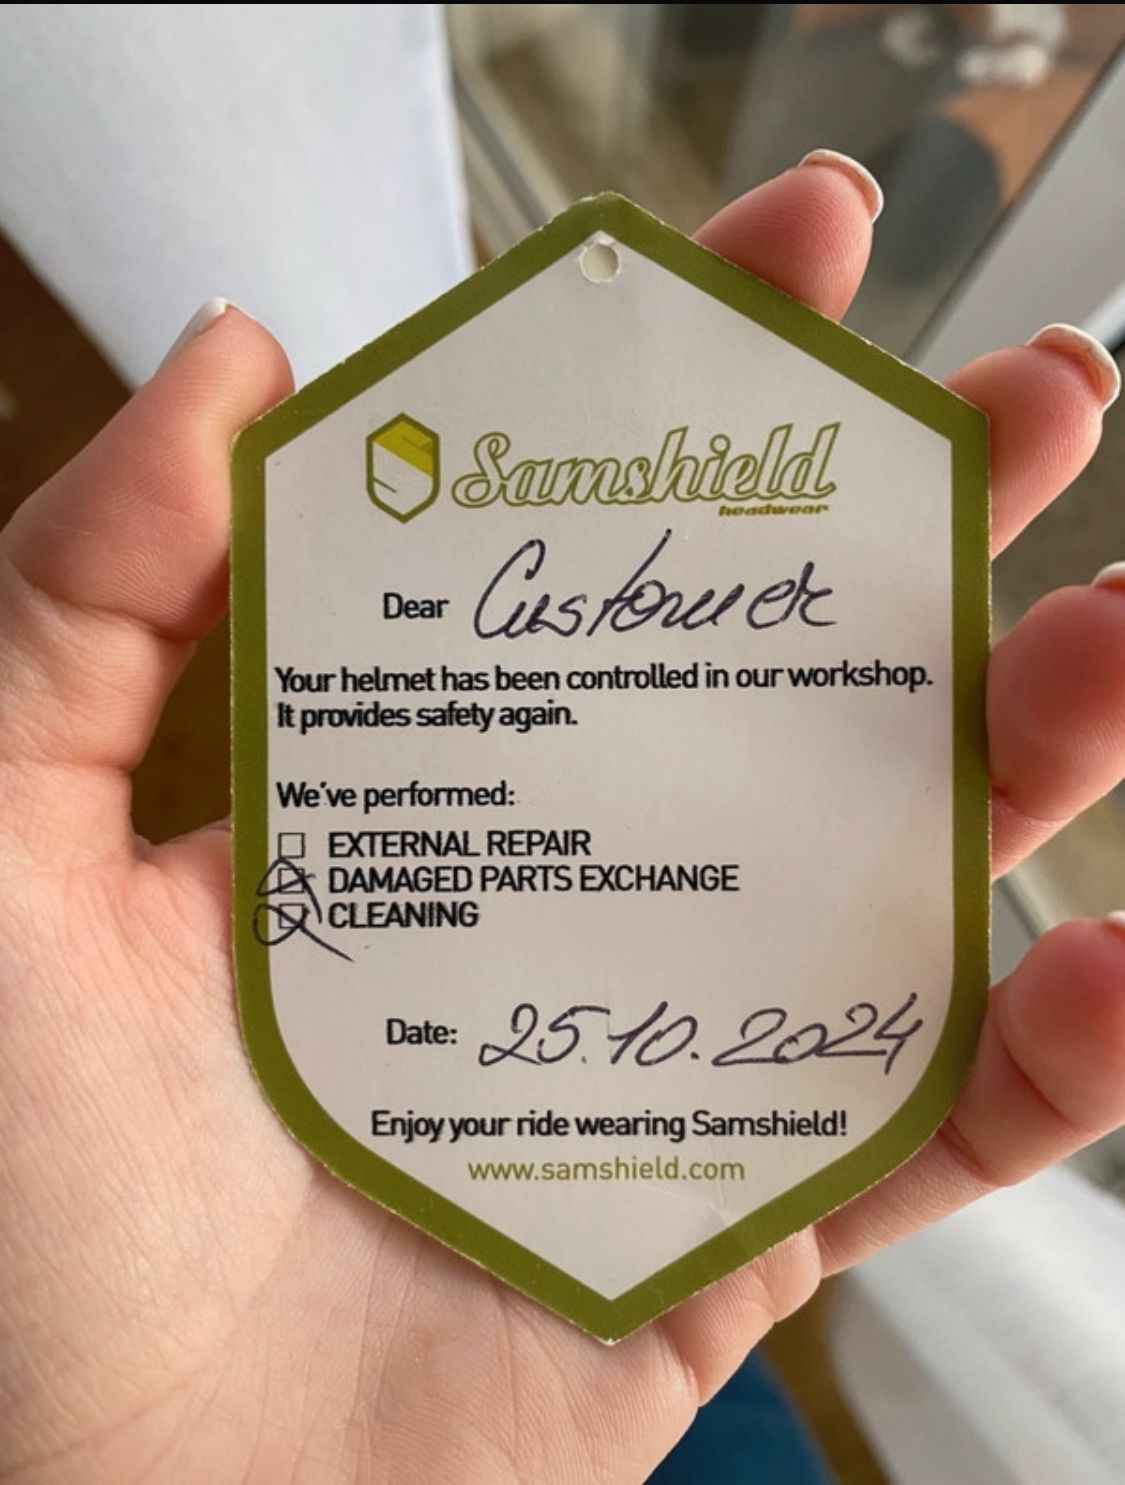 Samshield
headwear
Dear Customer
Your helmet has been controlled in our workshop.
It provides safety again.
We've performed:
☐ EXTERNAL REPAIR
☑ DAMAGED PARTS EXCHANGE
☑ CLEANING
Date: 25.10.2024
Enjoy your ride wearing Samshield!
www.samshield.com